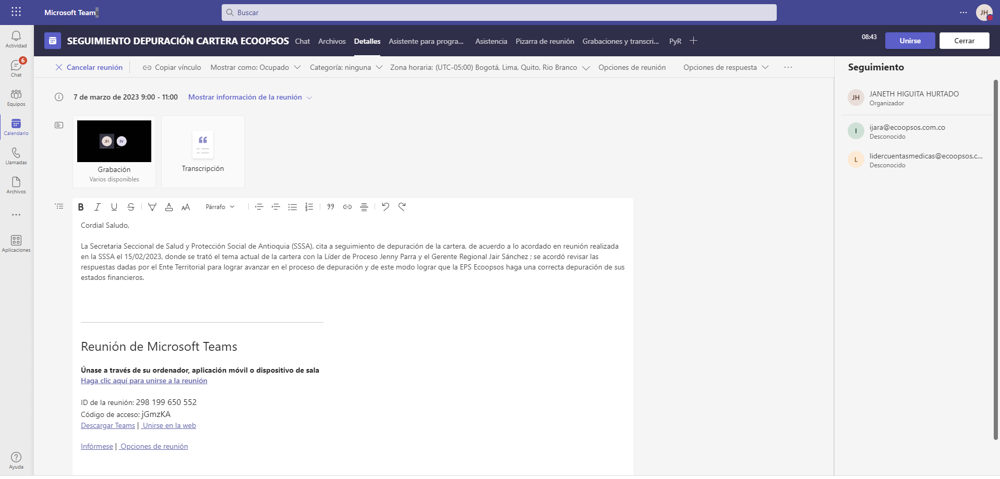 Microsoft Teams
Buscar
JH
SEGUIMIENTO DEPURACIÓN CARTERA ECOOPSOS
Chat
Archivos
Detalles
Asistente para progra...
Asistencia
Pizarra de reunión
Grabaciones y transcri...
PyR
08:43
Unirse
Cerrar
Actividad
6
Chat
Equipos
Calendario
Llamadas
Archivos
Aplicaciones
Ayuda
Cancelar reunión
Copiar vínculo
Mostrar como: Ocupado
Categoría: ninguna
Zona horaria: (UTC-05:00) Bogotá, Lima, Quito, Rio Branco
Opciones de reunión
Opciones de respuesta
7 de marzo de 2023 9:00 - 11:00
Mostrar información de la reunión
JH
IV
Grabación
Varios disponibles
Transcripción
Párrafo
Cordial Saludo,
La Secretaria Seccional de Salud y Protección Social de Antioquia (SSSA), cita a seguimiento de depuración de la cartera, de acuerdo a lo acordado en reunión realizada
en la SSSA el 15/02/2023, donde se trató el tema actual de la cartera con la Líder de Proceso Jenny Parra y el Gerente Regional Jair Sánchez ; se acordó revisar las
respuestas dadas por el Ente Territorial para lograr avanzar en el proceso de depuración y de este modo lograr que la EPS Ecoopsos haga una correcta depuración de sus
estados financieros.
Reunión de Microsoft Teams
Únase a través de su ordenador, aplicación móvil o dispositivo de sala
Haga clic aquí para unirse a la reunión
ID de la reunión: 298 199 650 552
Código de acceso: jGmzKA
Descargar Teams | Unirse en la web
Infórmese | Opciones de reunión
Seguimiento
JH
JANETH HIGUITA HURTADO
Organizador
I
ijara@ecoopsos.com.co
Desconocido
L
lidercuentasmedicas@ecoopsos.c...
Desconocido